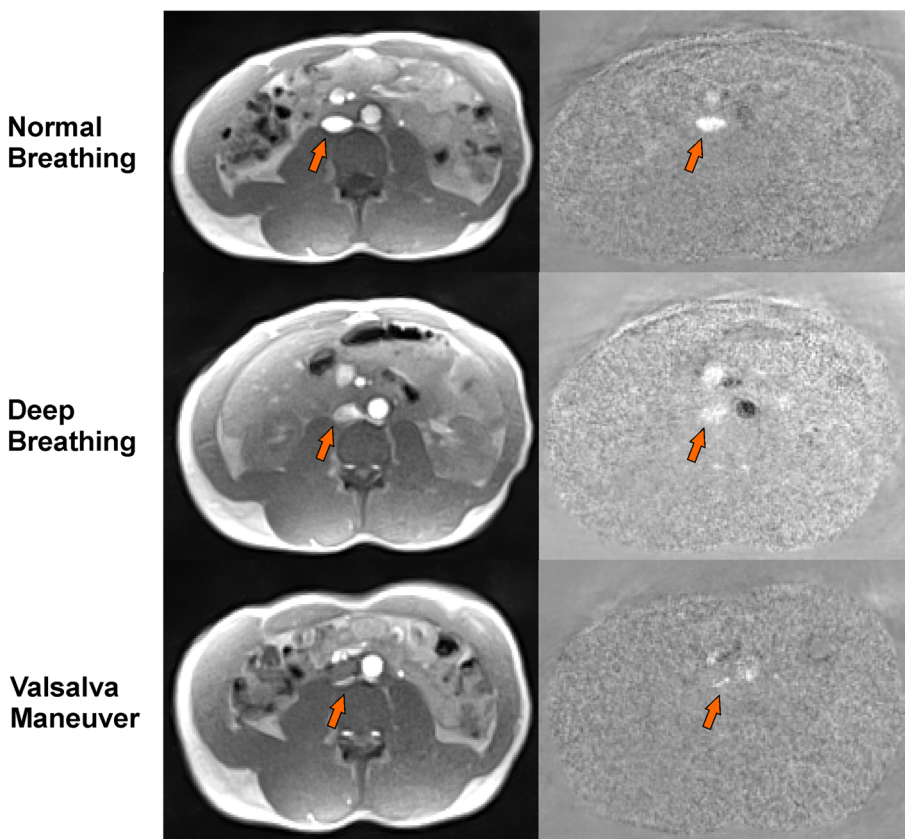 Normal
Breathing
Deep
Breathing
Valsalva
Maneuver